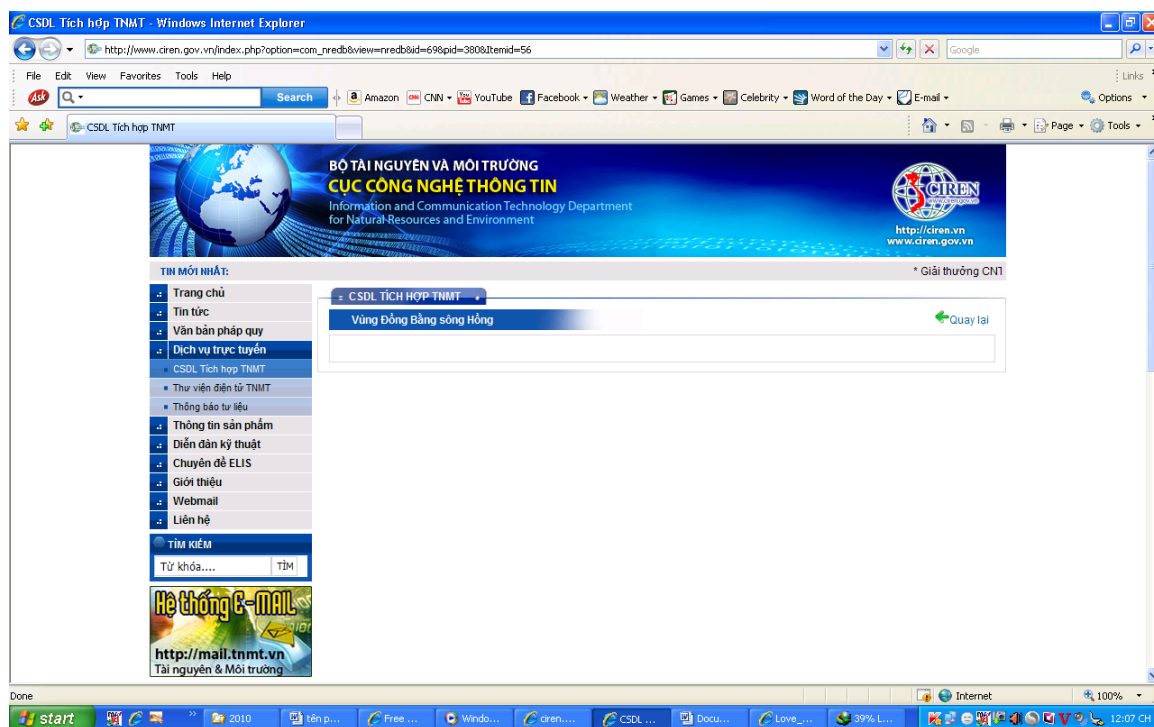 CSDL Tích hợp TNMT - Windows Internet Explorer
http://www.ciren.gov.vn/index.php?option=com_nredb&view=nredb&id=69&pid=380&Itemid=56
Google
File Edit View Favorites Tools Help
Links
Ask
Search
Amazon CNN YouTube Facebook Weather Games Celebrity Word of the Day E-mail
Options
CSDL Tích hợp TNMT
Page Tools
BỘ TÀI NGUYÊN VÀ MÔI TRƯỜNG
CỤC CÔNG NGHỆ THÔNG TIN
Information and Communication Technology Department
for Natural Resources and Environment
CIREN
www.ciren.gov.vn
http://ciren.vn
www.ciren.gov.vn
TIN MỚI NHẤT:
* Giải thưởng CNT
Trang chủ
Tin tức
Văn bản pháp quy
Dịch vụ trực tuyến
CSDL Tích hợp TNMT
Thư viện điện tử TNMT
Thông báo tư liệu
Thông tin sản phẩm
Diễn đàn kỹ thuật
Chuyên đề ELIS
Giới thiệu
Webmail
Liên hệ
CSDL TÍCH HỢP TNMT
Vùng Đồng Bằng sông Hồng
Quay lại
TÌM KIẾM
Từ khóa....
TÌM
Hệ thống E-MAIL
http://mail.tnmt.vn
Tài nguyên & Môi trường
Done
Internet
100%
start
2010
tên p...
Free ...
Windo...
ciren....
CSDL ...
Docu...
Love_...
39% L...
12:07 CH